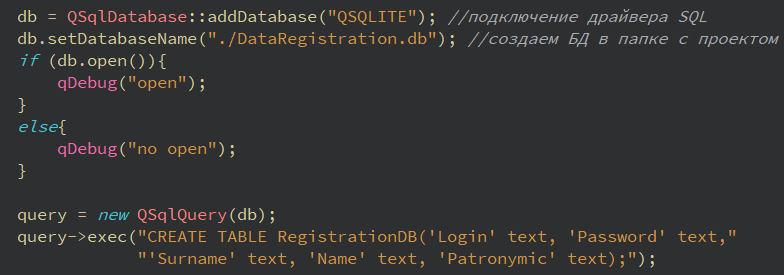 db = QSqlDatabase::addDatabase("QSQLITE"); //подключение драйвера SQL
db.setDatabaseName("./DataRegistration.db"); //создаем БД в папке с проектом
if (db.open()){
qDebug("open");
}
else{
qDebug("no open");
}
query = new QSqlQuery(db);
query->exec("CREATE TABLE RegistrationDB('Login' text, 'Password' text,"
"'Surname' text, 'Name' text, 'Patronymic' text);");